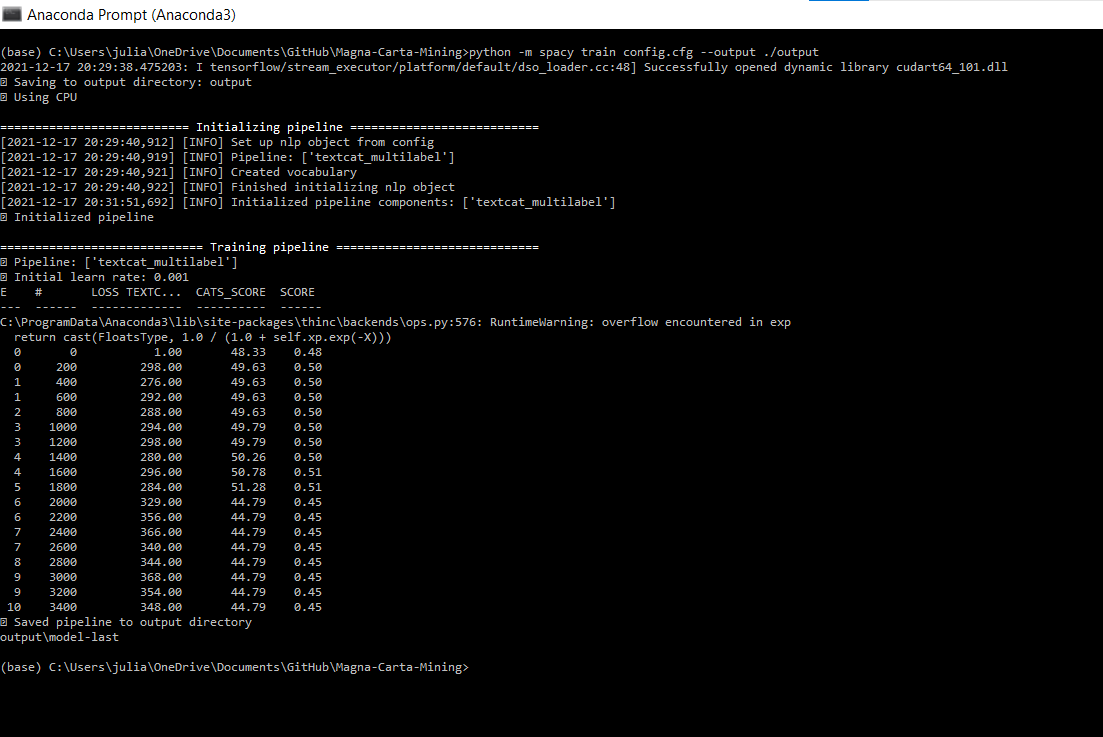 Anaconda Prompt (Anaconda3)
(base) C:\Users\julia\OneDrive\Documents\GitHub\Magna-Carta-Mining>python -m spacy train config.cfg --output ./output
2021-12-17 20:29:38.475203: I tensorflow/stream_executor/platform/default/dso_loader.cc:48] Successfully opened dynamic library cudart64_101.dll
Saving to output directory: output
Using CPU
=========================== Initializing pipeline ===========================
[2021-12-17 20:29:40,912] [INFO] Set up nlp object from config
[2021-12-17 20:29:40,919] [INFO] Pipeline: ['textcat_multilabel']
[2021-12-17 20:29:40,921] [INFO] Created vocabulary
[2021-12-17 20:29:40,922] [INFO] Finished initializing nlp object
[2021-12-17 20:31:51,692] [INFO] Initialized pipeline components: ['textcat_multilabel']
Initialized pipeline
============================= Training pipeline =============================
Pipeline: ['textcat_multilabel']
Initial learn rate: 0.001
E    #       LOSS TEXTC...  CATS_SCORE  SCORE
---  ------  -------------  ----------  ------
C:\ProgramData\Anaconda3\lib\site-packages\thinc\backends\ops.py:576: RuntimeWarning: overflow encountered in exp
  return cast(FloatsType, 1.0 / (1.0 + self.xp.exp(-X)))
  0       0           1.00       48.33    0.48
  0     200         298.00       49.63    0.50
  1     400         276.00       49.63    0.50
  1     600         292.00       49.63    0.50
  2     800         288.00       49.63    0.50
  3    1000         294.00       49.79    0.50
  3    1200         298.00       49.79    0.50
  4    1400         280.00       50.26    0.50
  4    1600         296.00       50.78    0.51
  5    1800         284.00       51.28    0.51
  6    2000         329.00       44.79    0.45
  6    2200         356.00       44.79    0.45
  7    2400         366.00       44.79    0.45
  7    2600         340.00       44.79    0.45
  8    2800         344.00       44.79    0.45
  9    3000         368.00       44.79    0.45
  9    3200         354.00       44.79    0.45
 10    3400         348.00       44.79    0.45
Saved pipeline to output directory
output\model-last
(base) C:\Users\julia\OneDrive\Documents\GitHub\Magna-Carta-Mining>